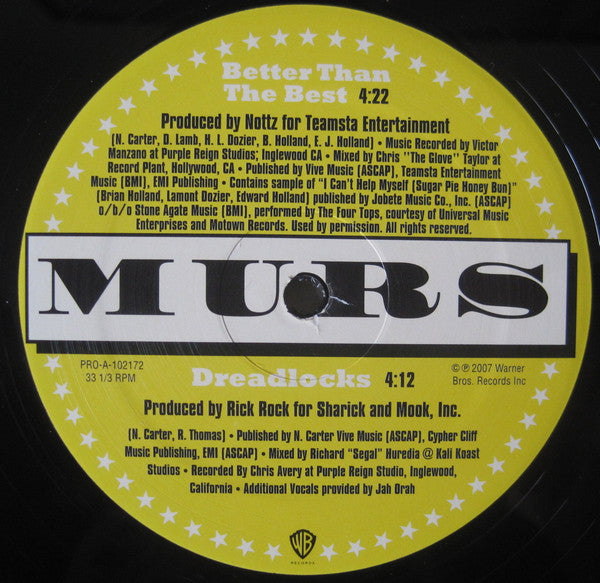 Better Than
The Best 4:22
Produced by Nottz for Teamsta Entertainment
(N. Carter, D. Lamb, H. L. Dozier, B. Holland, E. J. Holland) • Music Recorded by Victor
Manzano at Purple Reign Studios; Inglewood CA • Mixed by Chris "The Glove" Taylor at
Record Plant, Hollywood, CA • Published by Vive Music (ASCAP), Teamsta Entertainment
Music (BMI), EMI Publishing • Contains sample of "I Can't Help Myself (Sugar Pie Honey Bun)"
(Brian Holland, Lamont Dozier, Edward Holland) published by Jobete Music Co., Inc. (ASCAP)
o/b/o Stone Agate Music (BMI), performed by The Four Tops, courtesy of Universal Music
Enterprises and Motown Records. Used by permission. All rights reserved.
MURS
PRO-A-102172
33 1/3 RPM
©℗ 2007 Warner
Bros. Records Inc
Dreadlocks 4:12
Produced by Rick Rock for Sharick and Mook, Inc.
(N. Carter, R. Thomas) • Published by N. Carter Vive Music (ASCAP), Cypher Cliff
Music Publishing, EMI (ASCAP) • Mixed by Richard "Segal" Huredia @ Kali Koast
Studios • Recorded By Chris Avery at Purple Reign Studio, Inglewood,
California • Additional Vocals provided by Jah Orah
WB
RECORDS